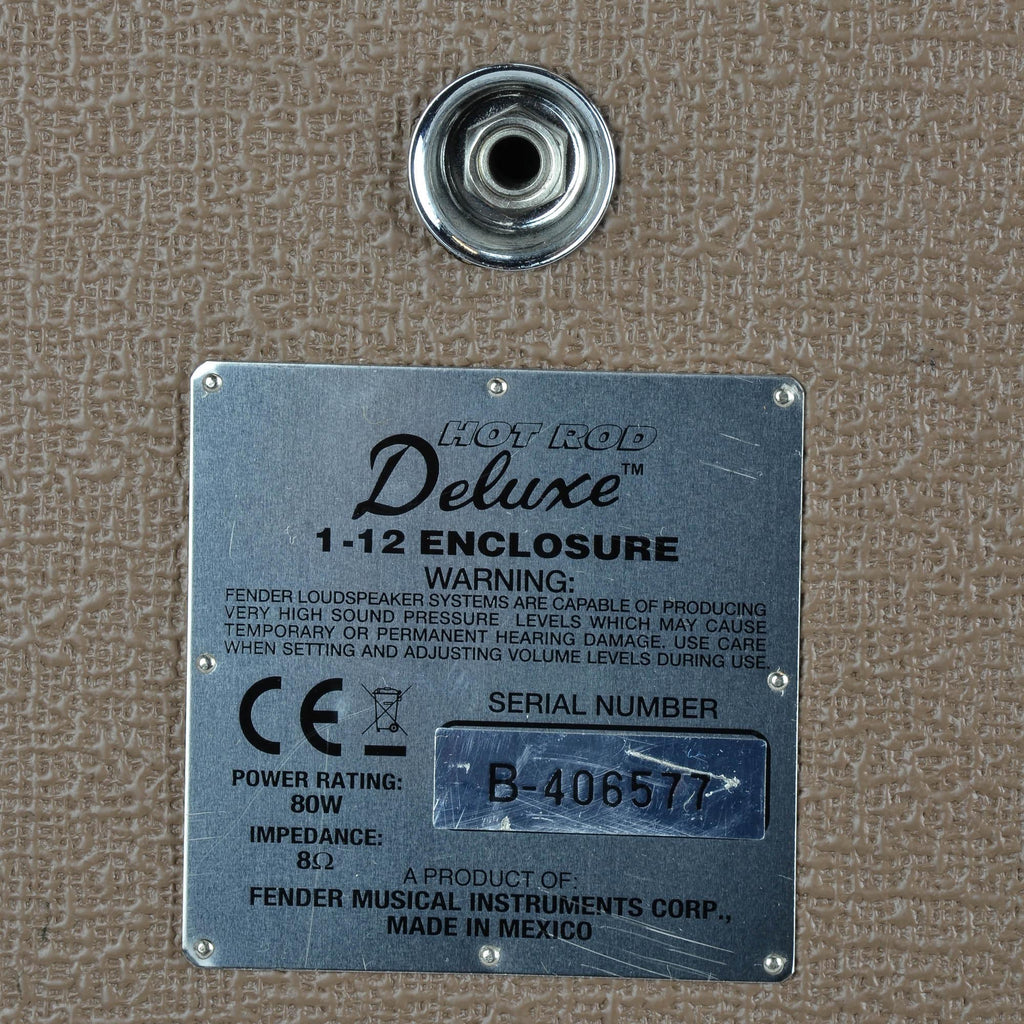 HOT ROD
Deluxe™
1-12 ENCLOSURE
WARNING:
FENDER LOUDSPEAKER SYSTEMS ARE CAPABLE OF PRODUCING
VERY HIGH SOUND PRESSURE LEVELS WHICH MAY CAUSE
TEMPORARY OR PERMANENT HEARING DAMAGE. USE CARE
WHEN SETTING AND ADJUSTING VOLUME LEVELS DURING USE.
CE
SERIAL NUMBER
B-406577
POWER RATING:
80W
IMPEDANCE:
8Ω
A PRODUCT OF:
FENDER MUSICAL INSTRUMENTS CORP.,
MADE IN MEXICO